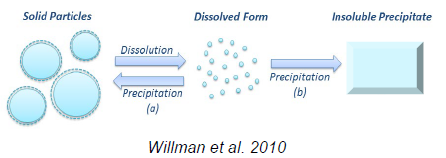 Solid Particles
Dissolved Form
Insoluble Precipitate
Dissolution
Precipitation
(a)
Precipitation
(b)
Willman et al. 2010